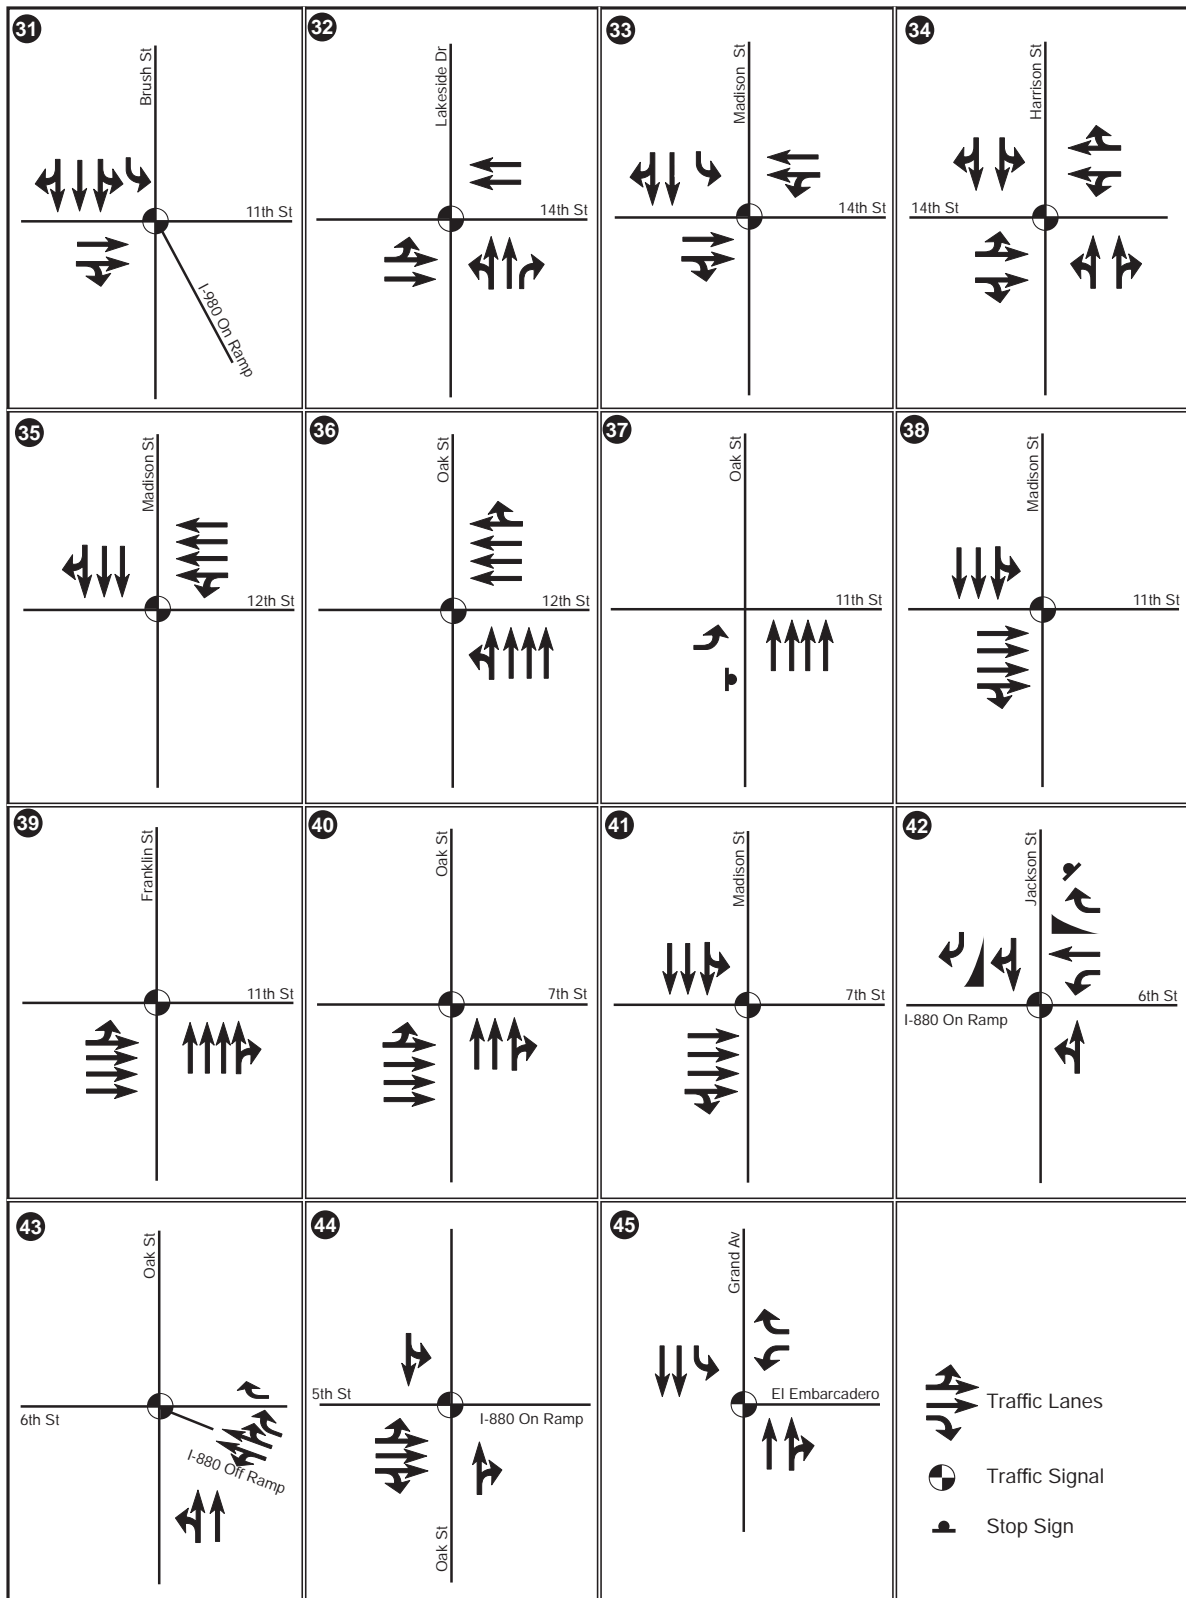 31
Brush St
11th St
I-980 On Ramp
32
Lakeside Dr
14th St
33
Madison St
14th St
34
Harrison St
14th St
35
Madison St
12th St
36
Oak St
12th St
37
Oak St
11th St
38
Madison St
11th St
39
Franklin St
11th St
40
Oak St
7th St
41
Madison St
7th St
42
Jackson St
6th St
I-880 On Ramp
43
Oak St
6th St
I-880 Off Ramp
44
5th St
I-880 On Ramp
Oak St
45
Grand Av
El Embarcadero
Traffic Lanes
Traffic Signal
Stop Sign